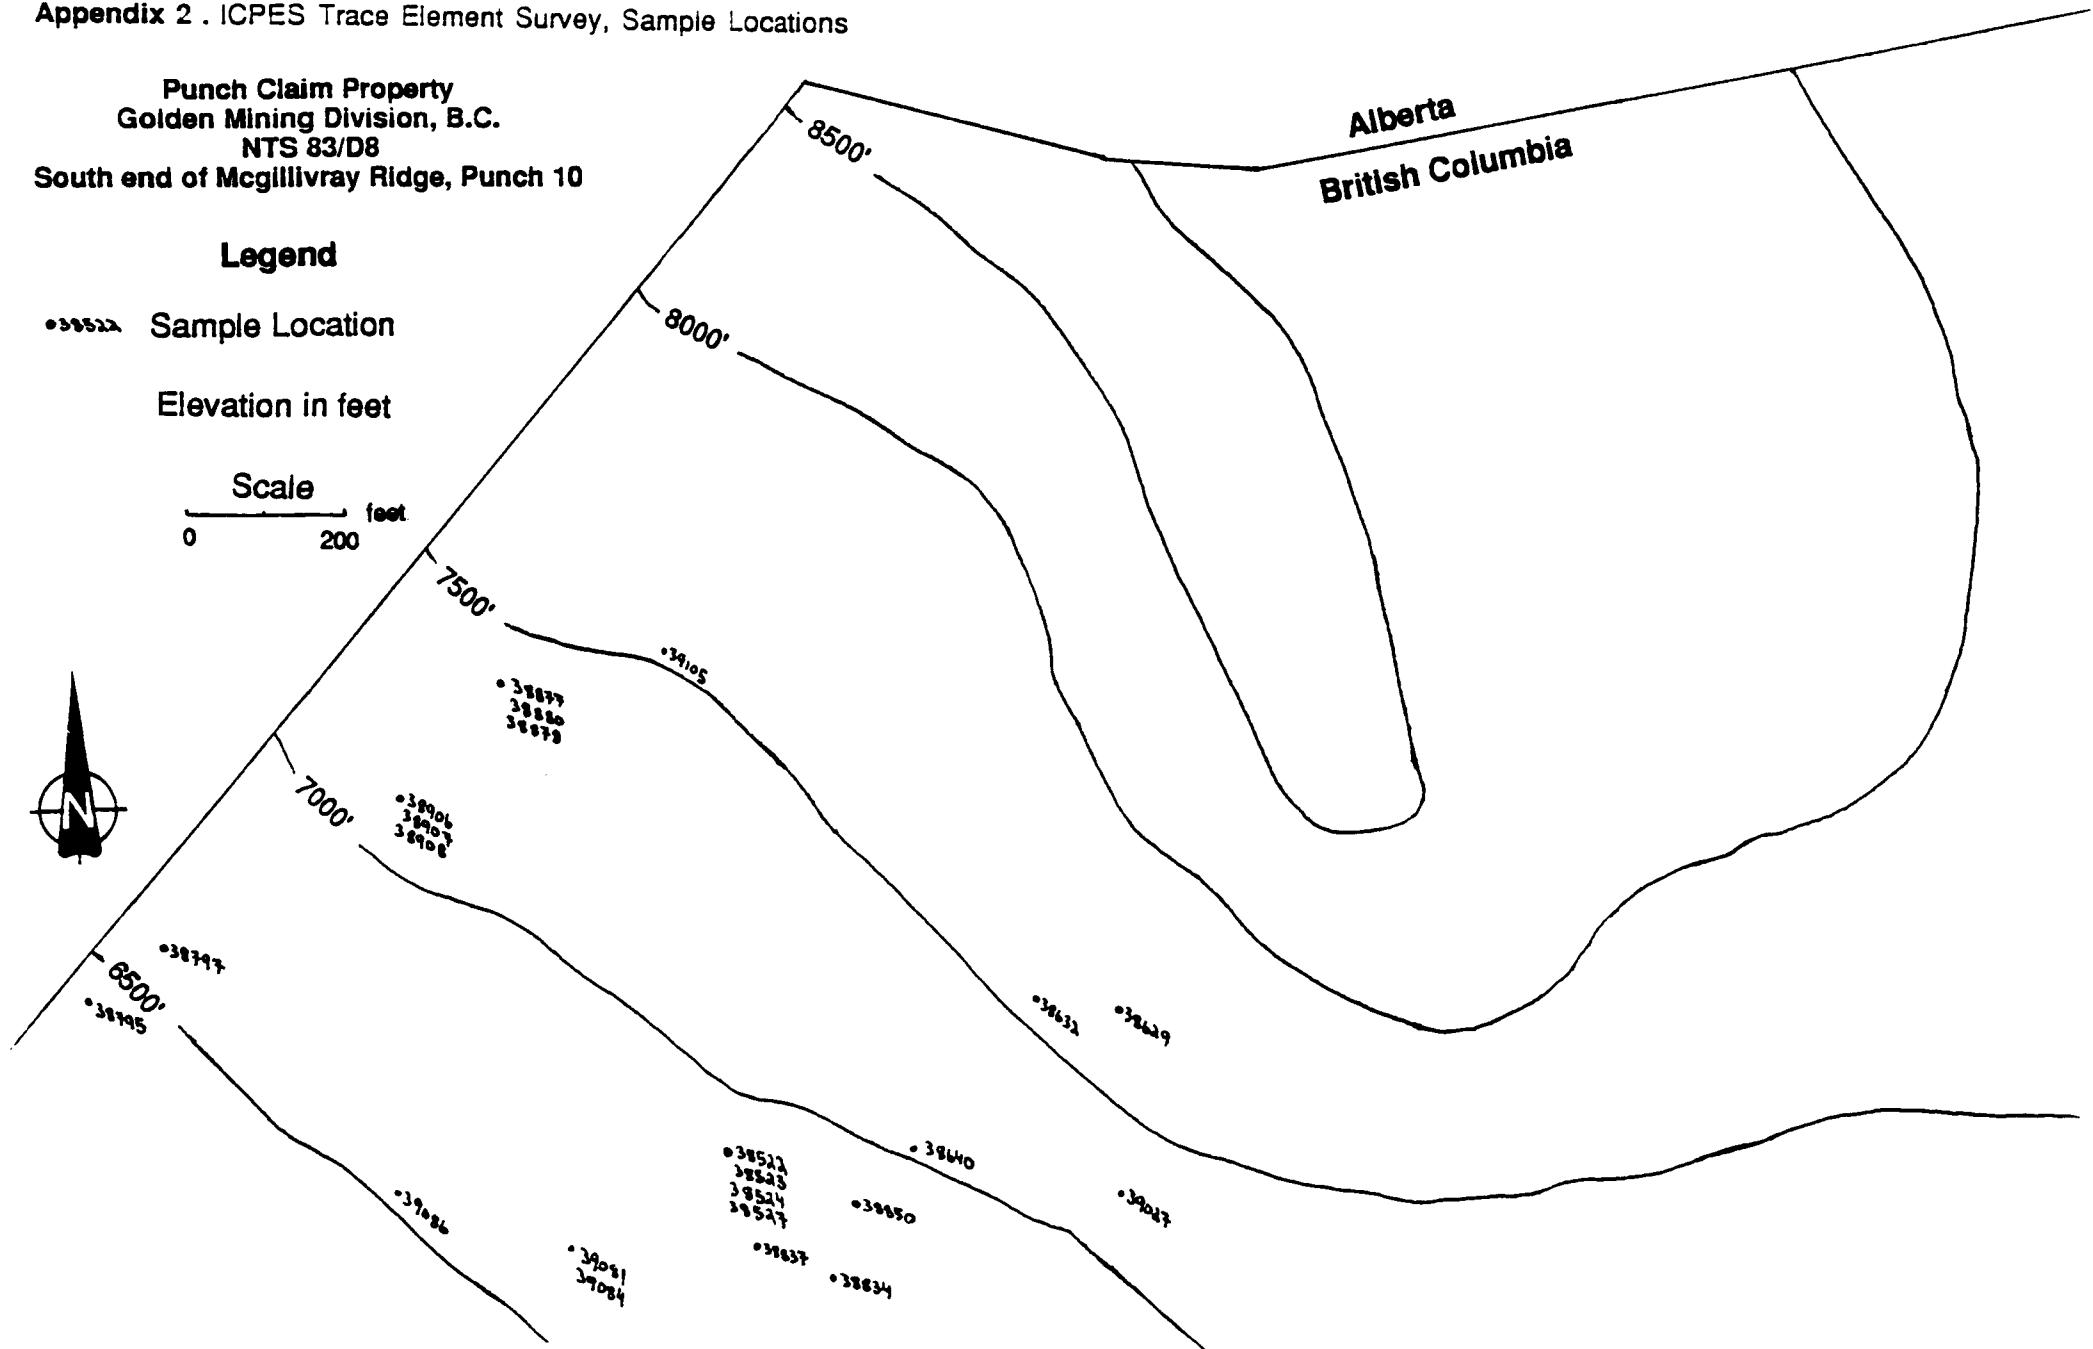 Appendix 2 . ICPES Trace Element Survey, Sample Locations
Punch Claim Property
Golden Mining Division, B.C.
NTS 83/D8
South end of Mcgillivray Ridge, Punch 10
Legend
38522 Sample Location
Elevation in feet
Scale
feet
0 200
Alberta
British Columbia
8500'
8000'
7500'
7000'
6500'
N
39105
38877
38880
38878
38906
38907
38908
38797
38795
38632
38629
38640
38522
38523
38524
38527
38850
38837
38834
39027
39086
39081
39084